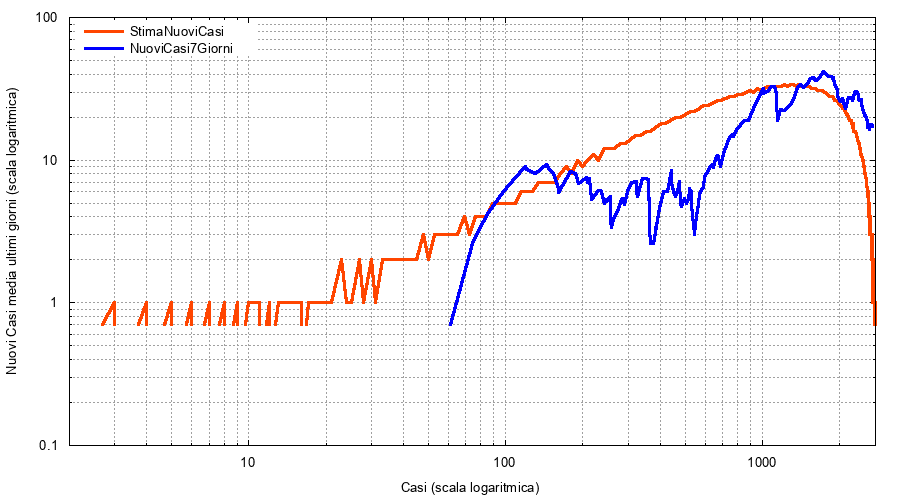 100
StimaNuoviCasi
NuoviCasi7Giorni
10
Nuovi Casi media ultimi giorni (scala logaritmica)
1
0.1
10
100
1000
Casi (scala logaritmica)